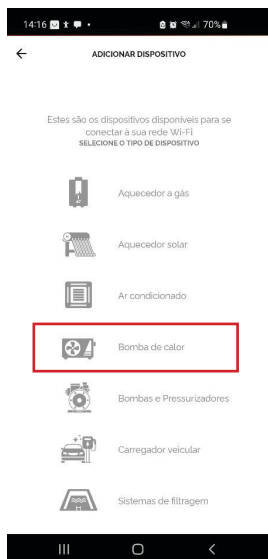 14:16
70%
ADICIONAR DISPOSITIVO
Estes são os dispositivos disponíveis para se
conectar à sua rede Wi-Fi
SELECIONE O TIPO DE DISPOSITIVO
Aquecedor a gás
Aquecedor solar
Ar condicionado
Bomba de calor
Bombas e Pressurizadores
Carregador veicular
Sistemas de filtragem